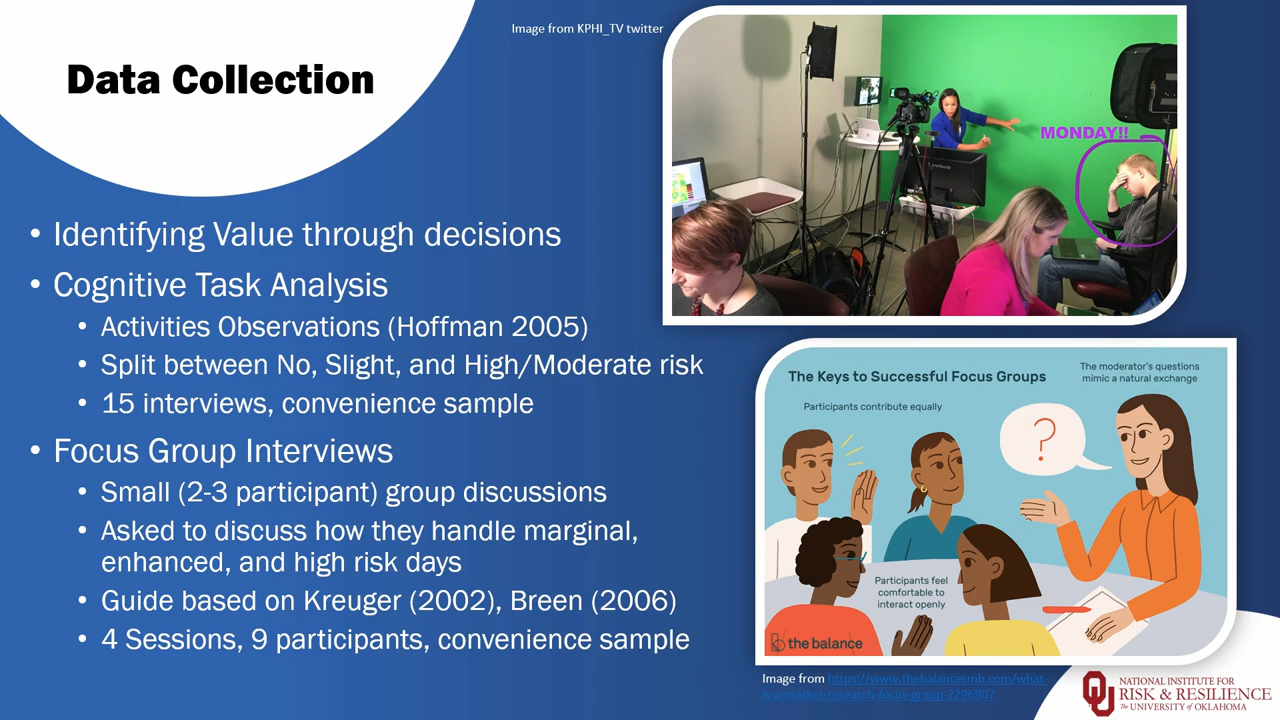 Image from KPHI_TV twitter
Data Collection
MONDAY!!
• Identifying Value through decisions
• Cognitive Task Analysis
• Activities Observations (Hoffman 2005)
• Split between No, Slight, and High/Moderate risk
• 15 interviews, convenience sample
• Focus Group Interviews
• Small (2-3 participant) group discussions
• Asked to discuss how they handle marginal,
enhanced, and high risk days
• Guide based on Kreuger (2002), Breen (2006)
• 4 Sessions, 9 participants, convenience sample
The Keys to Successful Focus Groups
The moderator's questions
mimic a natural exchange
Participants contribute equally
?
Participants feel
comfortable to
interact openly
the balance
Image from https://www.thebalancesmb.com/what-
is-a-market-research-focus-group-2296907
OU
NATIONAL INSTITUTE FOR
RISK & RESILIENCE
The UNIVERSITY of OKLAHOMA